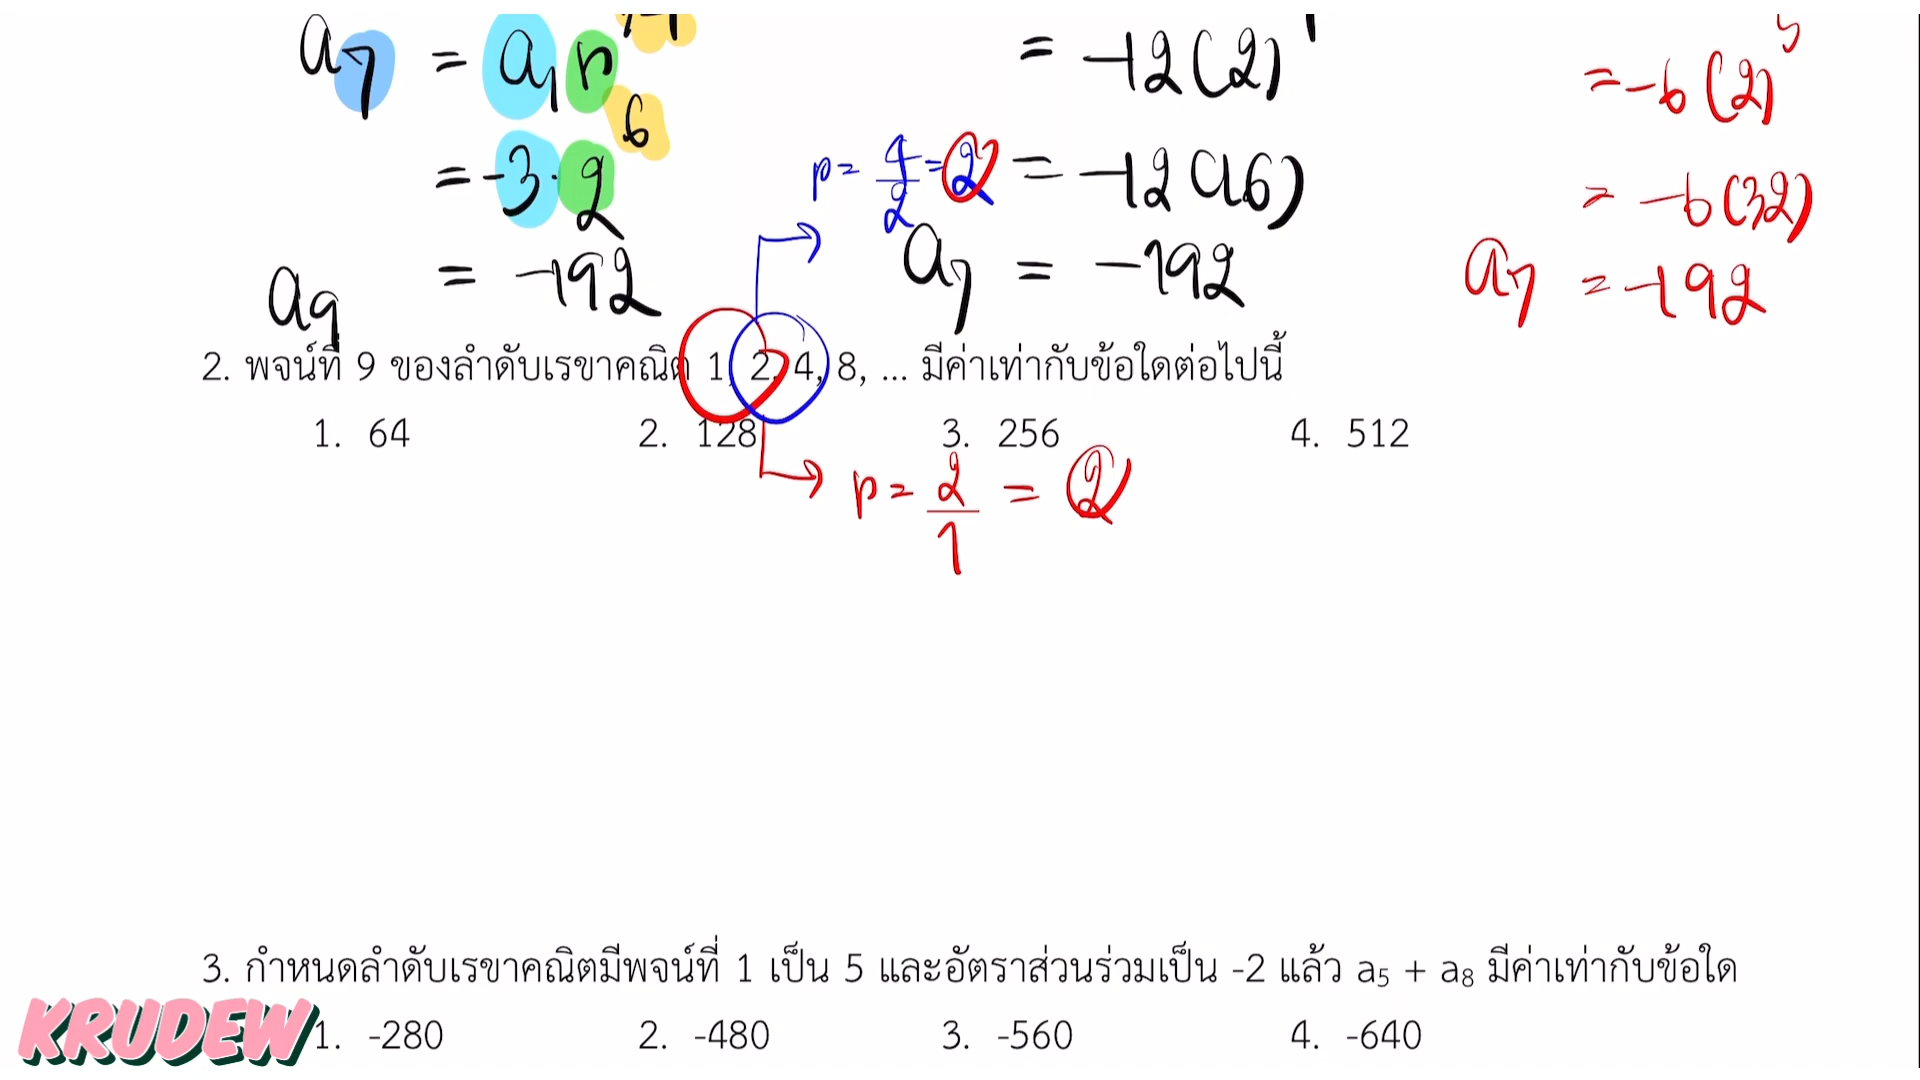 a₇ = a₁r
6
= -3·2
= -192
a₉
= -12(2)
r = 4/2 = 2
= -12(16)
a₇ = -192
= -6(2)⁵
= -6(32)
a₇ = -192
2. พจน์ที่ 9 ของลำดับเรขาคณิต 1, 2, 4, 8, ... มีค่าเท่ากับข้อใดต่อไปนี้
1. 64 2. 128 3. 256 4. 512
r = 2/1 = 2
3. กำหนดลำดับเรขาคณิตมีพจน์ที่ 1 เป็น 5 และอัตราส่วนร่วมเป็น -2 แล้ว a₅ + a₈ มีค่าเท่ากับข้อใด
1. -280 2. -480 3. -560 4. -640
KRUDEW